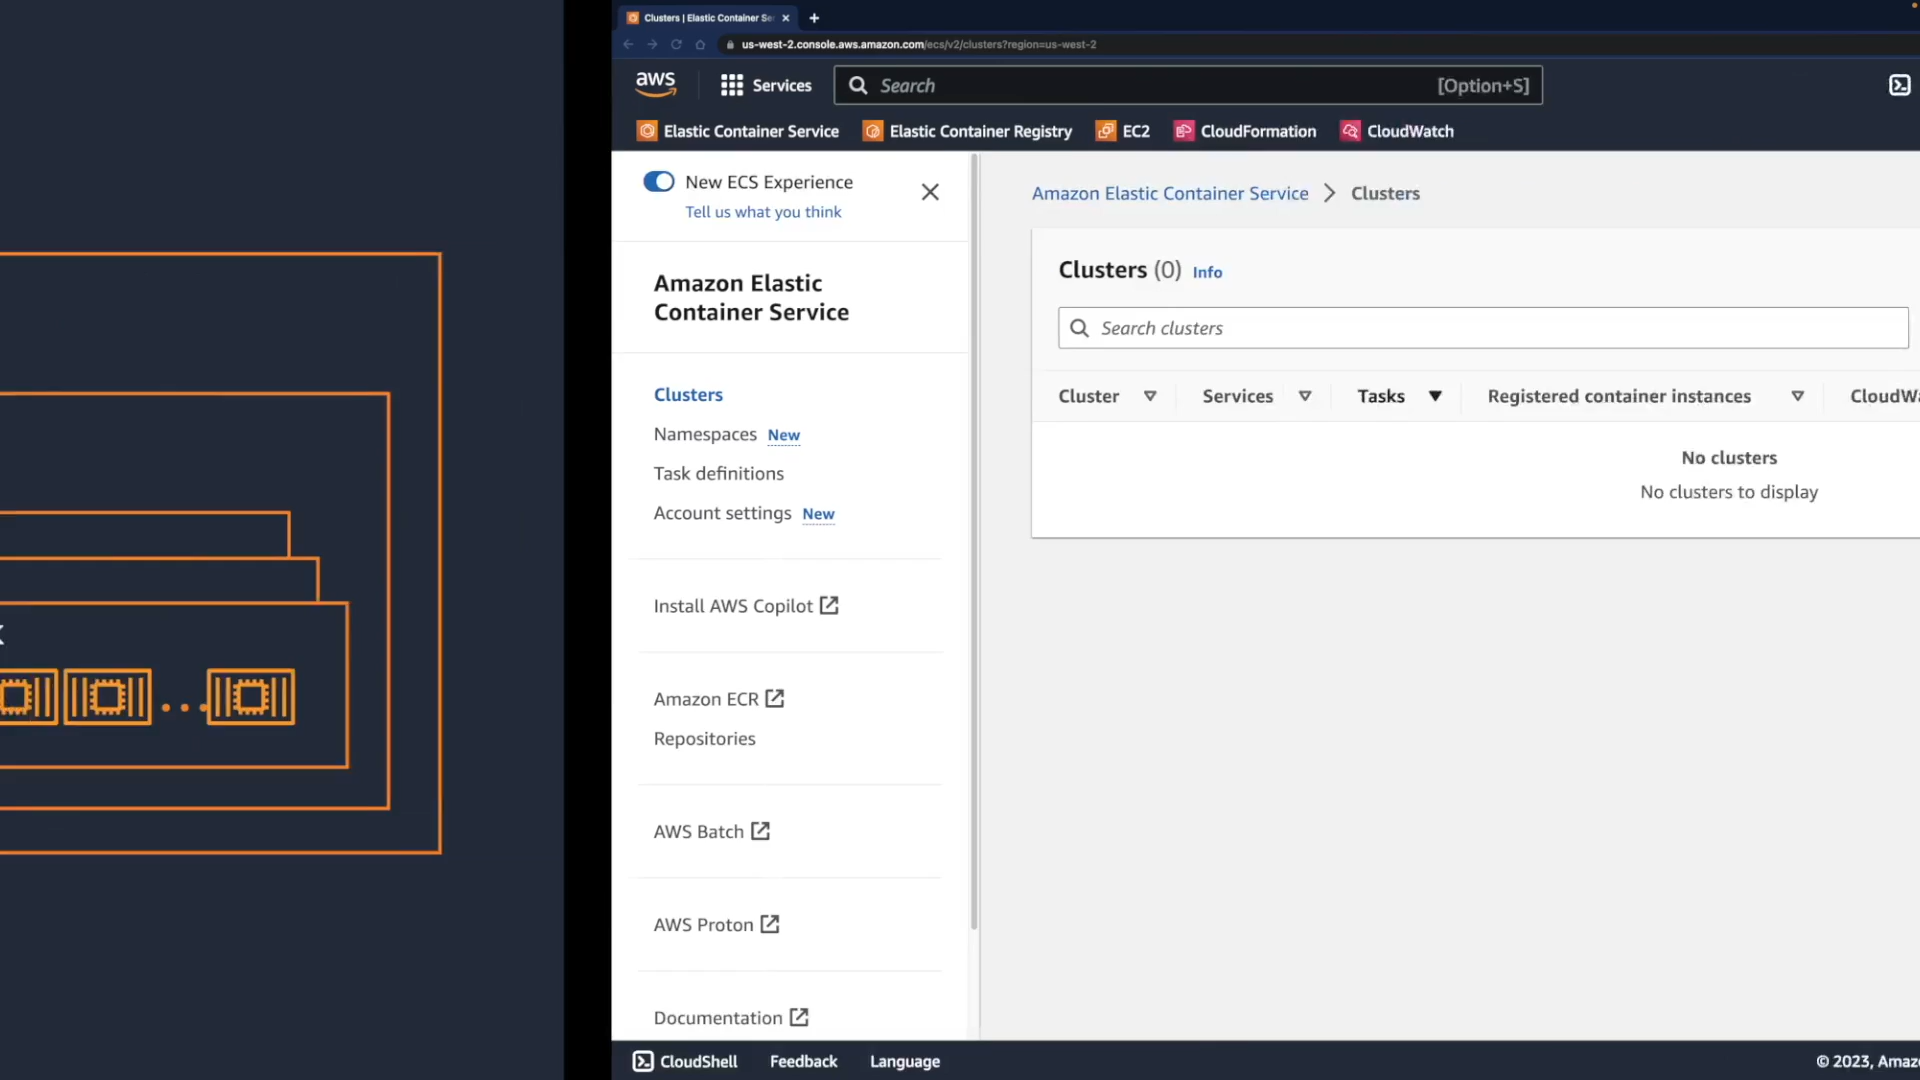 Clusters | Elastic Container Se
us-west-2.console.aws.amazon.com/ecs/v2/clusters?region=us-west-2
aws
Services
Search
[Option+S]
Elastic Container Service
Elastic Container Registry
EC2
CloudFormation
CloudWatch
New ECS Experience
Tell us what you think
Amazon Elastic
Container Service
Clusters
Namespaces New
Task definitions
Account settings New
Install AWS Copilot
Amazon ECR
Repositories
AWS Batch
AWS Proton
Documentation
Amazon Elastic Container Service > Clusters
Clusters (0) Info
Search clusters
Cluster
Services
Tasks
Registered container instances
CloudWa
No clusters
No clusters to display
CloudShell
Feedback
Language
© 2023, Amazo